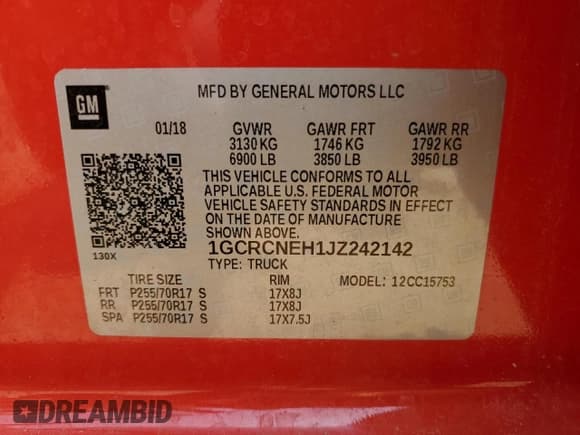 GM
MFD BY GENERAL MOTORS LLC
01/18 GVWR GAWR FRT GAWR RR
3130 KG 1746 KG 1792 KG
6900 LB 3850 LB 3950 LB
THIS VEHICLE CONFORMS TO ALL
APPLICABLE U.S. FEDERAL MOTOR
VEHICLE SAFETY STANDARDS IN EFFECT
ON THE DATE OF MANUFACTURE
SHOWN ABOVE.
130X 1GCRCNEH1JZ242142
TYPE: TRUCK
TIRE SIZE RIM MODEL: 12CC15753
FRT P255/70R17 S 17X8J
RR P255/70R17 S 17X8J
SPA P255/70R17 S 17X7.5J
DREAMBID